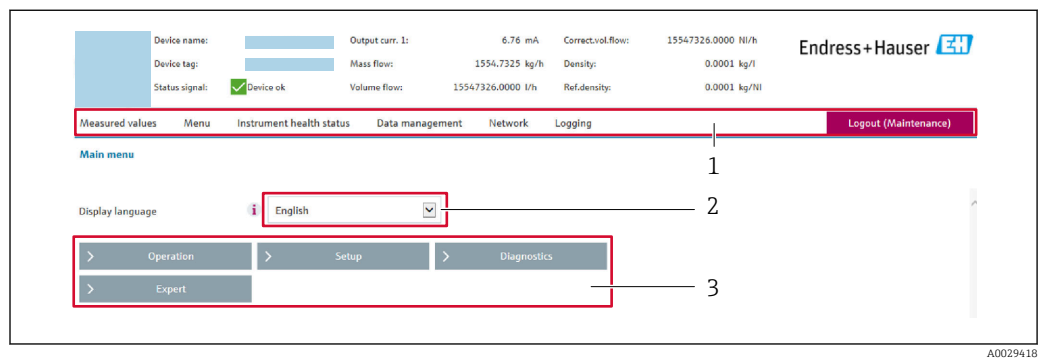 Device name: Output curr. 1: 6.76 mA Correct.vol.flow: 15547326.0000 Nl/h
Endress+Hauser EH
Device tag: Mass flow: 1554.7325 kg/h Density: 0.0001 kg/l
Status signal: Device ok Volume flow: 15547326.0000 l/h Ref.density: 0.0001 kg/Nl
Measured values Menu Instrument health status Data management Network Logging Logout (Maintenance)
1
Main menu
Display language i English 2
> Operation > Setup > Diagnostics
> Expert 3
A0029418